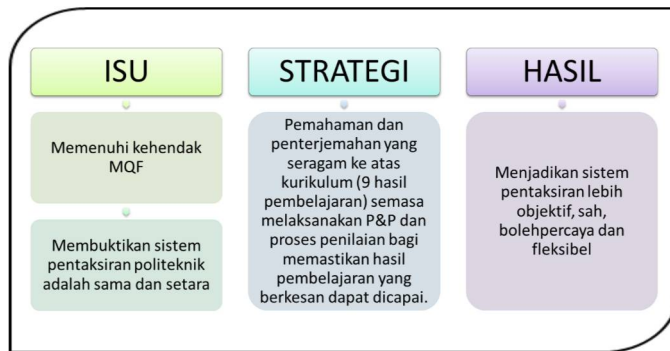 ISU
Memenuhi kehendak
MQF
Membuktikan sistem
pentaksiran politeknik
adalah sama dan setara
STRATEGI
Pemahaman dan
penterjemahan yang
seragam ke atas
kurikulum (9 hasil
pembelajaran) semasa
melaksanakan P&P dan
proses penilaian bagi
memastikan hasil
pembelajaran yang
berkesan dapat dicapai.
HASIL
Menjadikan sistem
pentaksiran lebih
objektif, sah,
bolehpercaya dan
fleksibel